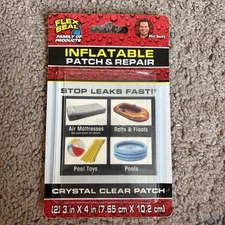 FLEX
SEAL
FAMILY OF
PRODUCTS
Phil Swift
INFLATABLE
PATCH & REPAIR
STOP LEAKS FAST!
Air Mattresses
Rafts & Floats
Pool Toys
Pools
CRYSTAL CLEAR PATCH
(2) 3 in X 4 in (7.65 cm X 10.2 cm)